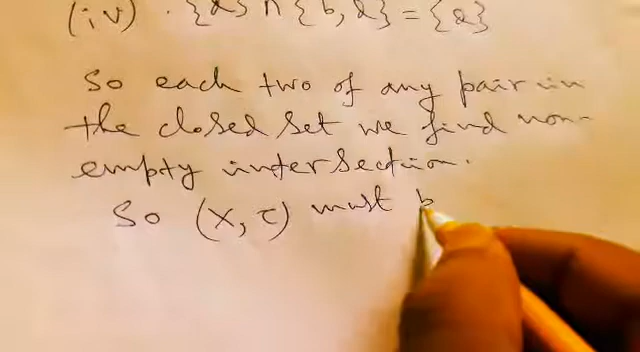 (iv) . {a} ∩ {b, a} = {a}
So each two of any pair in
the closed set we find non-
empty intersection.
So (X, τ) must b